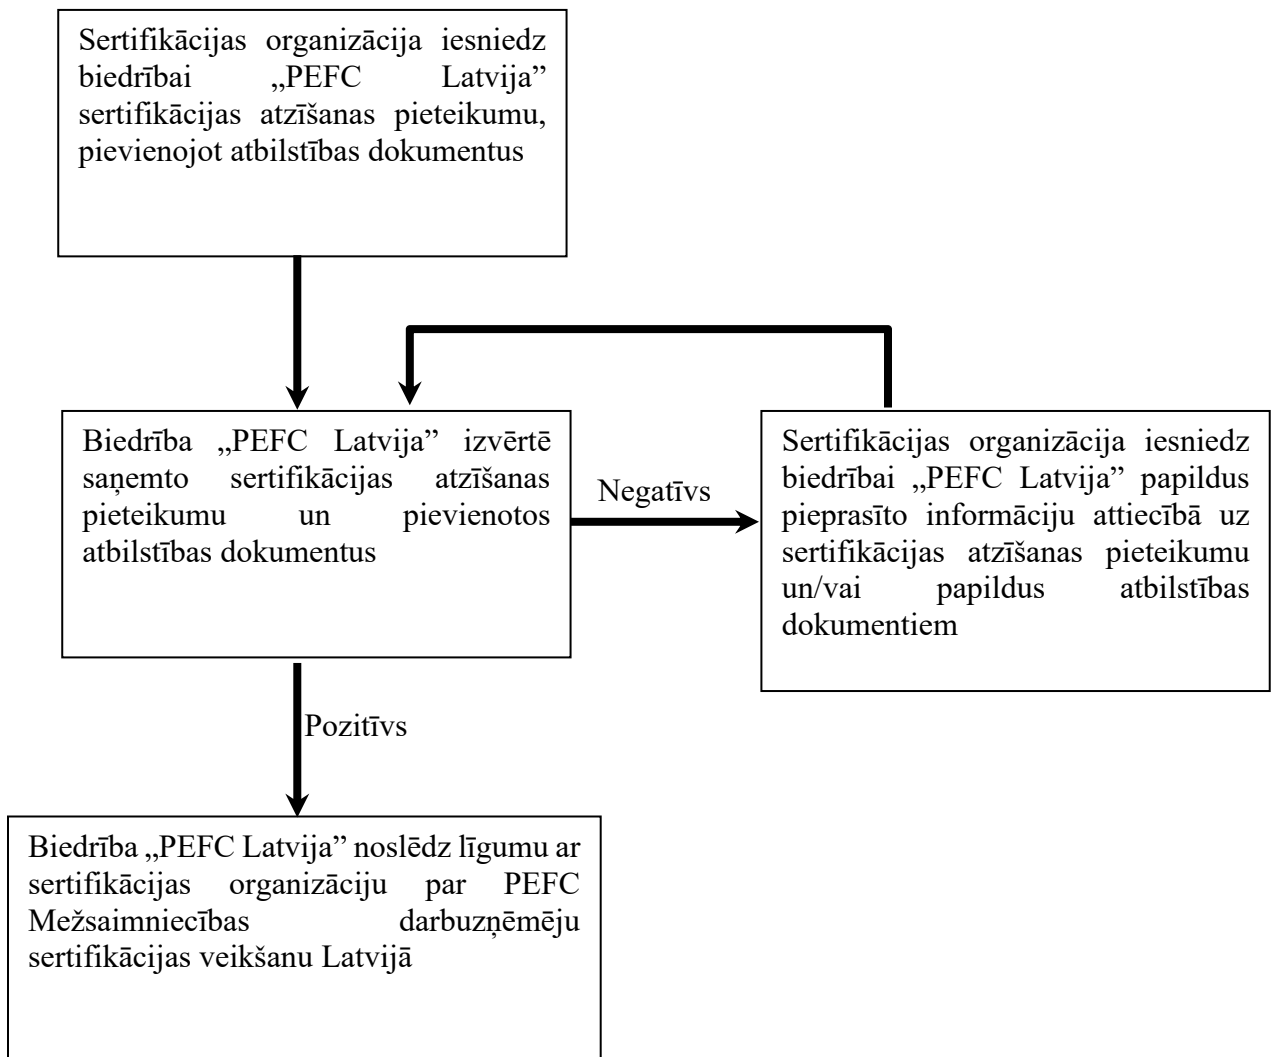 Sertifikācijas organizācija iesniedz
biedrībai „PEFC Latvija”
sertifikācijas atzīšanas pieteikumu,
pievienojot atbilstības dokumentus
Biedrība „PEFC Latvija” izvērtē
saņemto sertifikācijas atzīšanas
pieteikumu un pievienotos
atbilstības dokumentus
Negatīvs
Sertifikācijas organizācija iesniedz
biedrībai „PEFC Latvija” papildus
pieprasīto informāciju attiecībā uz
sertifikācijas atzīšanas pieteikumu
un/vai papildus atbilstības
dokumentiem
Pozitīvs
Biedrība „PEFC Latvija” noslēdz līgumu ar
sertifikācijas organizāciju par PEFC
Mežsaimniecības darbuzņēmēju
sertifikācijas veikšanu Latvijā